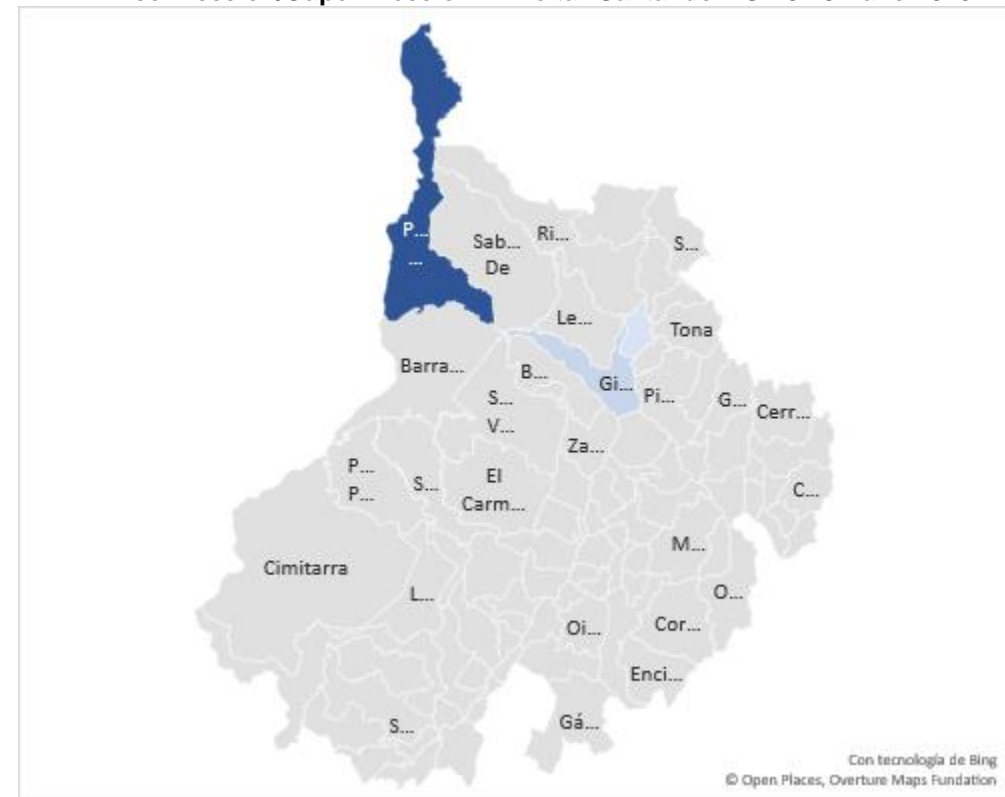 P...
...
Sab...
De
Ri...
S...
Le...
Tona
Barra...
B...
Gi...
Pi...
G...
Cerr...
S...
V...
Za...
P...
P...
S...
El
Carm...
C...
M...
Cimitarra
L...
O...
Oi...
Cor...
Enci...
S...
Gá...
Con tecnología de Bing
© Open Places, Overture Maps Fundation